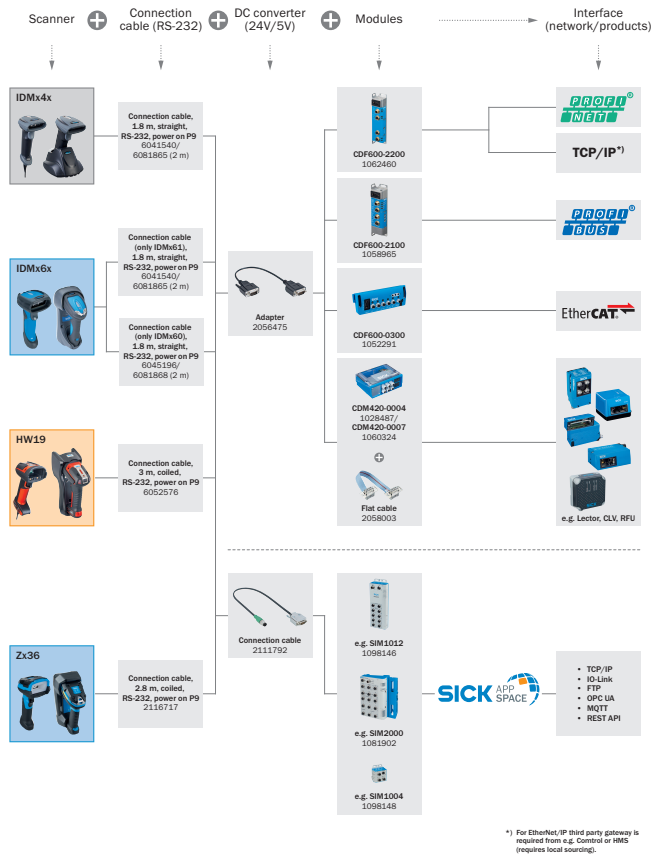 Scanner
Connection
cable (RS-232)
DC converter
(24V/5V)
Modules
Interface
(network/products)
IDMx4x
Connection cable,
1.8 m, straight,
RS-232, power on P9
6041540/
6081865 (2 m)
CDF600-2200
1062460
PROFI
NET
®
TCP/IP*)
IDMx6x
Connection cable
(only IDMx61),
1.8 m, straight,
RS-232, power on P9
6041540/
6081865 (2 m)
Connection cable
(only IDMx60),
1.8 m, straight,
RS-232, power on P9
6045196/
6081868 (2 m)
Adapter
2056475
CDF600-2100
1058965
PROFI
BUS
®
CDF600-0300
1052291
EtherCAT®
HW19
Connection cable,
3 m, coiled,
RS-232, power on P9
6052576
CDM420-0004
1028487/
CDM420-0007
1060324
Flat cable
2058003
e.g. Lector, CLV, RFU
Zx36
Connection cable,
2.8 m, coiled,
RS-232, power on P9
2116717
Connection cable
2111792
e.g. SIM1012
1098146
e.g. SIM2000
1081902
e.g. SIM1004
1098148
SICK APP
SPACE
• TCP/IP
• IO-Link
• FTP
• OPC UA
• MQTT
• REST API
*) For EtherNet/IP third party gateway is
required from e.g. Comtrol or HMS
(requires local sourcing).